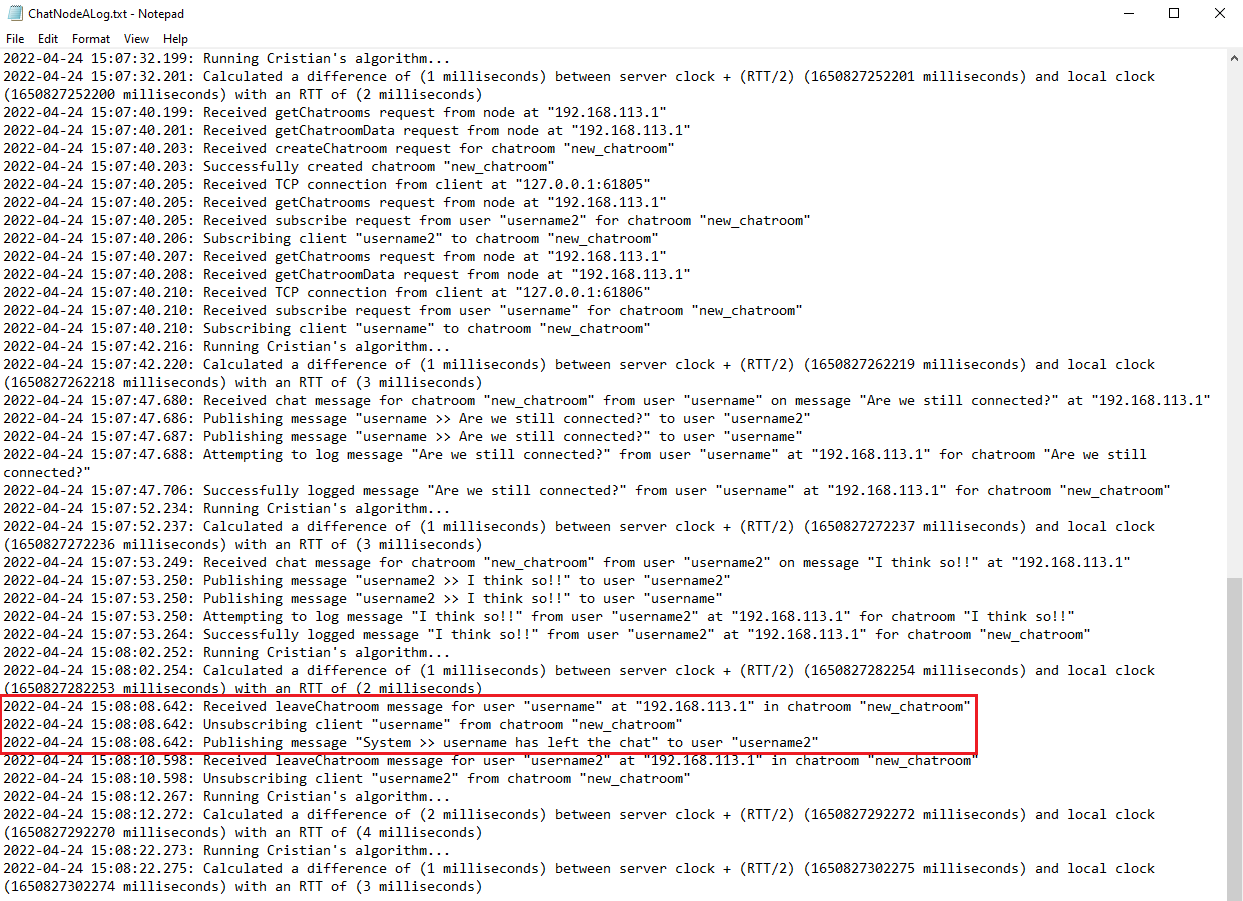 ChatNodeALog.txt - Notepad
File Edit Format View Help
2022-04-24 15:07:32.199: Running Cristian's algorithm...
2022-04-24 15:07:32.201: Calculated a difference of (1 milliseconds) between server clock + (RTT/2) (1650827252201 milliseconds) and local clock
(1650827252200 milliseconds) with an RTT of (2 milliseconds)
2022-04-24 15:07:40.199: Received getChatrooms request from node at "192.168.113.1"
2022-04-24 15:07:40.201: Received getChatroomData request from node at "192.168.113.1"
2022-04-24 15:07:40.203: Received createChatroom request for chatroom "new_chatroom"
2022-04-24 15:07:40.203: Successfully created chatroom "new_chatroom"
2022-04-24 15:07:40.205: Received TCP connection from client at "127.0.0.1:61805"
2022-04-24 15:07:40.205: Received getChatrooms request from node at "192.168.113.1"
2022-04-24 15:07:40.205: Received subscribe request from user "username2" for chatroom "new_chatroom"
2022-04-24 15:07:40.206: Subscribing client "username2" to chatroom "new_chatroom"
2022-04-24 15:07:40.207: Received getChatrooms request from node at "192.168.113.1"
2022-04-24 15:07:40.208: Received getChatroomData request from node at "192.168.113.1"
2022-04-24 15:07:40.210: Received TCP connection from client at "127.0.0.1:61806"
2022-04-24 15:07:40.210: Received subscribe request from user "username" for chatroom "new_chatroom"
2022-04-24 15:07:40.210: Subscribing client "username" to chatroom "new_chatroom"
2022-04-24 15:07:42.216: Running Cristian's algorithm...
2022-04-24 15:07:42.220: Calculated a difference of (1 milliseconds) between server clock + (RTT/2) (1650827262219 milliseconds) and local clock
(1650827262218 milliseconds) with an RTT of (3 milliseconds)
2022-04-24 15:07:47.680: Received chat message for chatroom "new_chatroom" from user "username" on message "Are we still connected?" at "192.168.113.1"
2022-04-24 15:07:47.686: Publishing message "username >> Are we still connected?" to user "username2"
2022-04-24 15:07:47.687: Publishing message "username >> Are we still connected?" to user "username"
2022-04-24 15:07:47.688: Attempting to log message "Are we still connected?" from user "username" at "192.168.113.1" for chatroom "Are we still
connected?"
2022-04-24 15:07:47.706: Successfully logged message "Are we still connected?" from user "username" at "192.168.113.1" for chatroom "new_chatroom"
2022-04-24 15:07:52.234: Running Cristian's algorithm...
2022-04-24 15:07:52.237: Calculated a difference of (1 milliseconds) between server clock + (RTT/2) (1650827272237 milliseconds) and local clock
(1650827272236 milliseconds) with an RTT of (3 milliseconds)
2022-04-24 15:07:53.249: Received chat message for chatroom "new_chatroom" from user "username2" on message "I think so!!" at "192.168.113.1"
2022-04-24 15:07:53.250: Publishing message "username2 >> I think so!!" to user "username2"
2022-04-24 15:07:53.250: Publishing message "username2 >> I think so!!" to user "username"
2022-04-24 15:07:53.250: Attempting to log message "I think so!!" from user "username2" at "192.168.113.1" for chatroom "I think so!!"
2022-04-24 15:07:53.264: Successfully logged message "I think so!!" from user "username2" at "192.168.113.1" for chatroom "new_chatroom"
2022-04-24 15:08:02.252: Running Cristian's algorithm...
2022-04-24 15:08:02.254: Calculated a difference of (1 milliseconds) between server clock + (RTT/2) (1650827282254 milliseconds) and local clock
(1650827282253 milliseconds) with an RTT of (2 milliseconds)
2022-04-24 15:08:08.642: Received leaveChatroom message for user "username" at "192.168.113.1" in chatroom "new_chatroom"
2022-04-24 15:08:08.642: Unsubscribing client "username" from chatroom "new_chatroom"
2022-04-24 15:08:08.642: Publishing message "System >> username has left the chat" to user "username2"
2022-04-24 15:08:10.598: Received leaveChatroom message for user "username2" at "192.168.113.1" in chatroom "new_chatroom"
2022-04-24 15:08:10.598: Unsubscribing client "username2" from chatroom "new_chatroom"
2022-04-24 15:08:12.267: Running Cristian's algorithm...
2022-04-24 15:08:12.272: Calculated a difference of (2 milliseconds) between server clock + (RTT/2) (1650827292272 milliseconds) and local clock
(1650827292270 milliseconds) with an RTT of (4 milliseconds)
2022-04-24 15:08:22.273: Running Cristian's algorithm...
2022-04-24 15:08:22.275: Calculated a difference of (1 milliseconds) between server clock + (RTT/2) (1650827302275 milliseconds) and local clock
(1650827302274 milliseconds) with an RTT of (3 milliseconds)